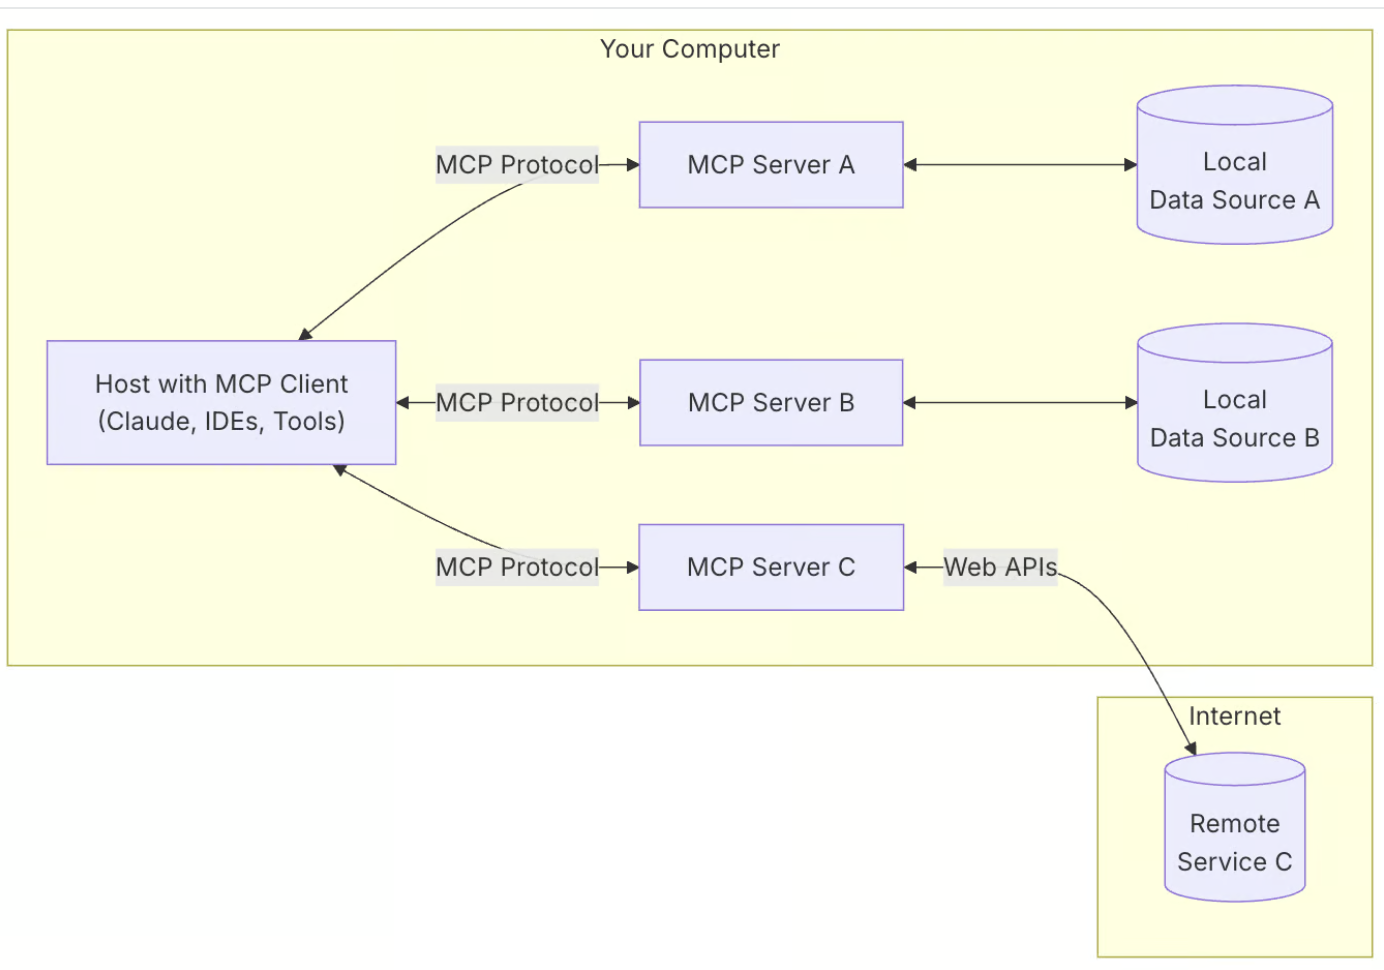 Your Computer
MCP Protocol
MCP Server A
Local
Data Source A
Host with MCP Client
(Claude, IDEs, Tools)
MCP Protocol
MCP Server B
Local
Data Source B
MCP Protocol
MCP Server C
Web APIs
Internet
Remote
Service C